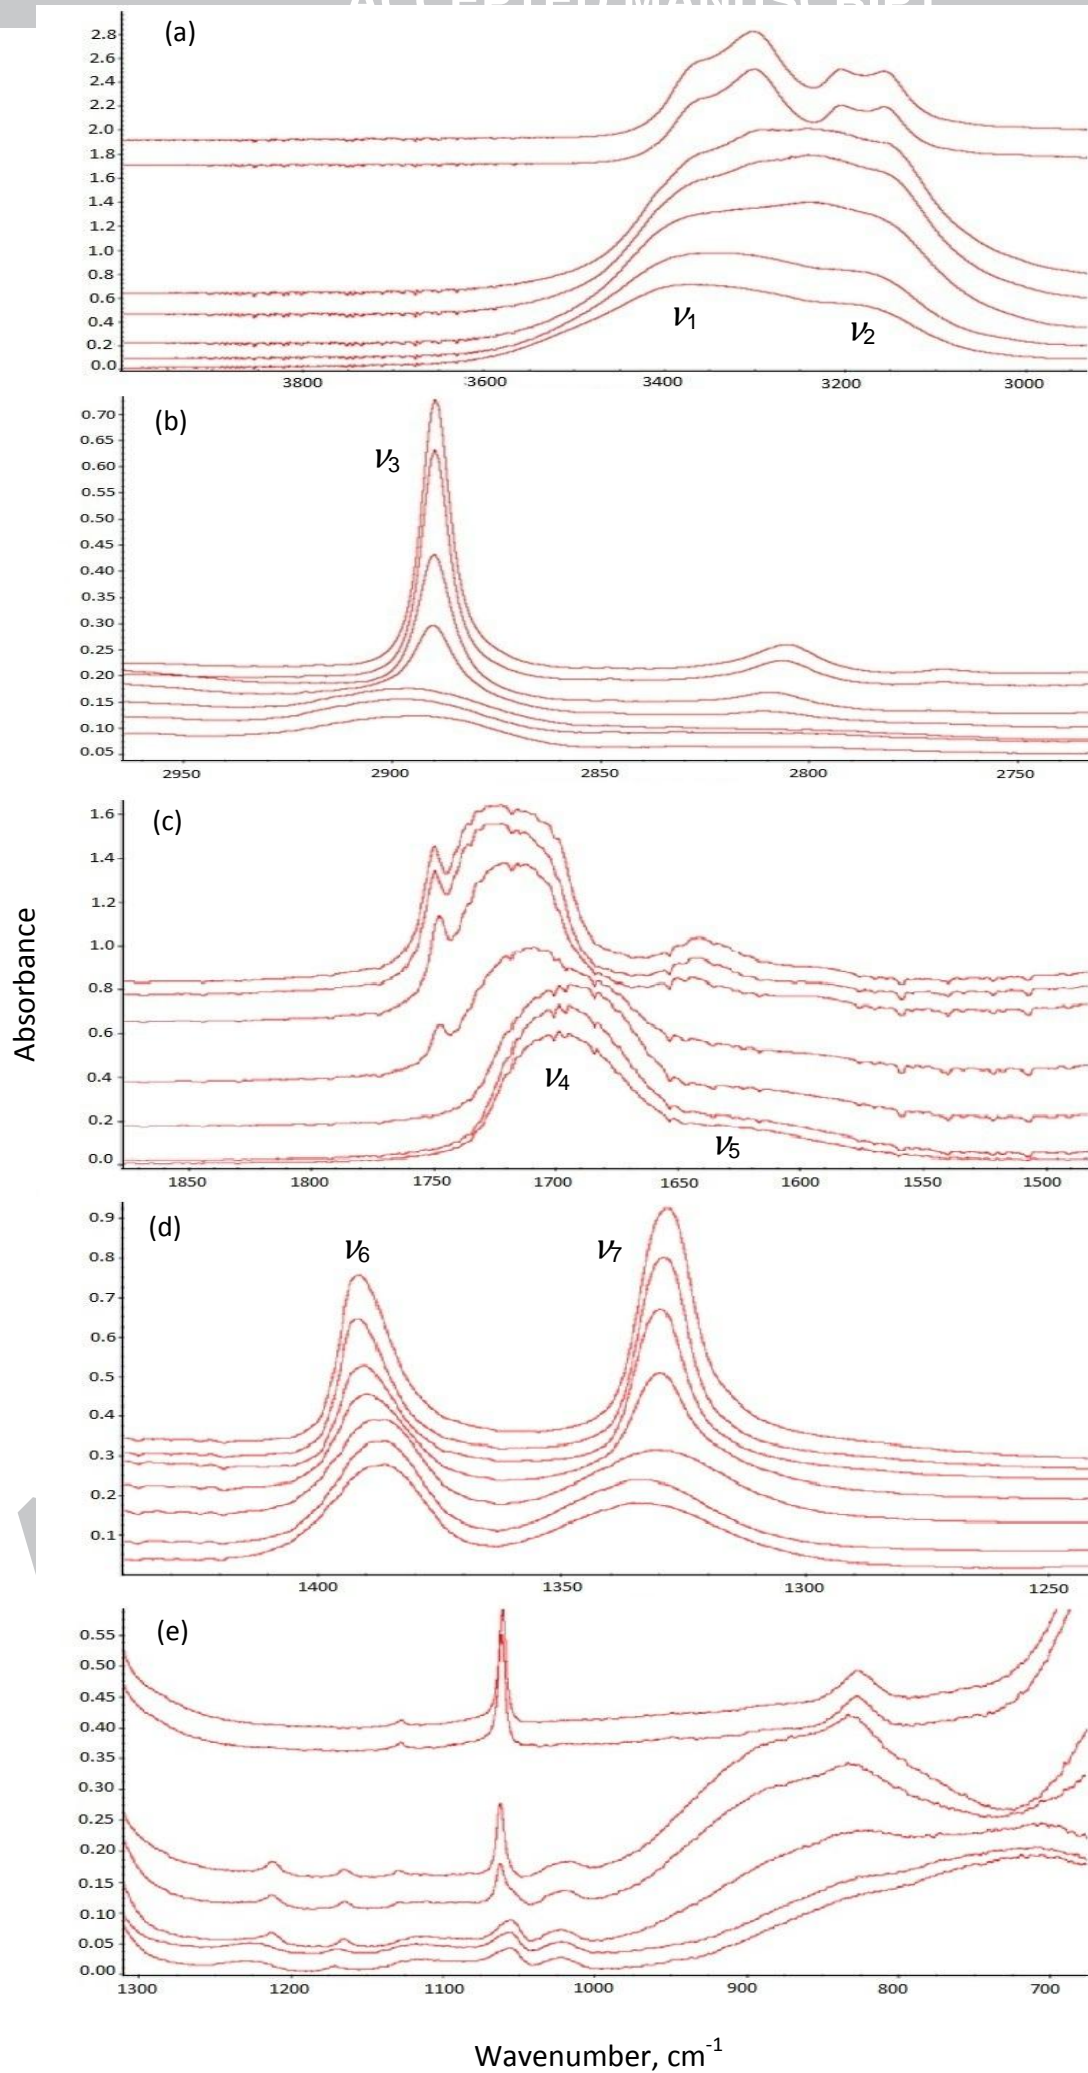 ACCEPTED MANUSCRIPT
(a)
2.8
2.6
2.4
2.2
2.0
1.8
1.6
1.4
1.2
1.0
0.8
0.6
0.4
0.2
0.0
ν1
ν2
3800 3600 3400 3200 3000
(b)
0.70
0.65
0.60
0.55
0.50
0.45
0.40
0.35
0.30
0.25
0.20
0.15
0.10
0.05
ν3
2950 2900 2850 2800 2750
(c)
1.6
1.4
1.2
1.0
0.8
0.6
0.4
0.2
0.0
ν4
ν5
1850 1800 1750 1700 1650 1600 1550 1500
Absorbance
(d)
0.9
0.8
0.7
0.6
0.5
0.4
0.3
0.2
0.1
ν6
ν7
1400 1350 1300 1250
(e)
0.55
0.50
0.45
0.40
0.35
0.30
0.25
0.20
0.15
0.10
0.05
0.00
1300 1200 1100 1000 900 800 700
Wavenumber, cm-1